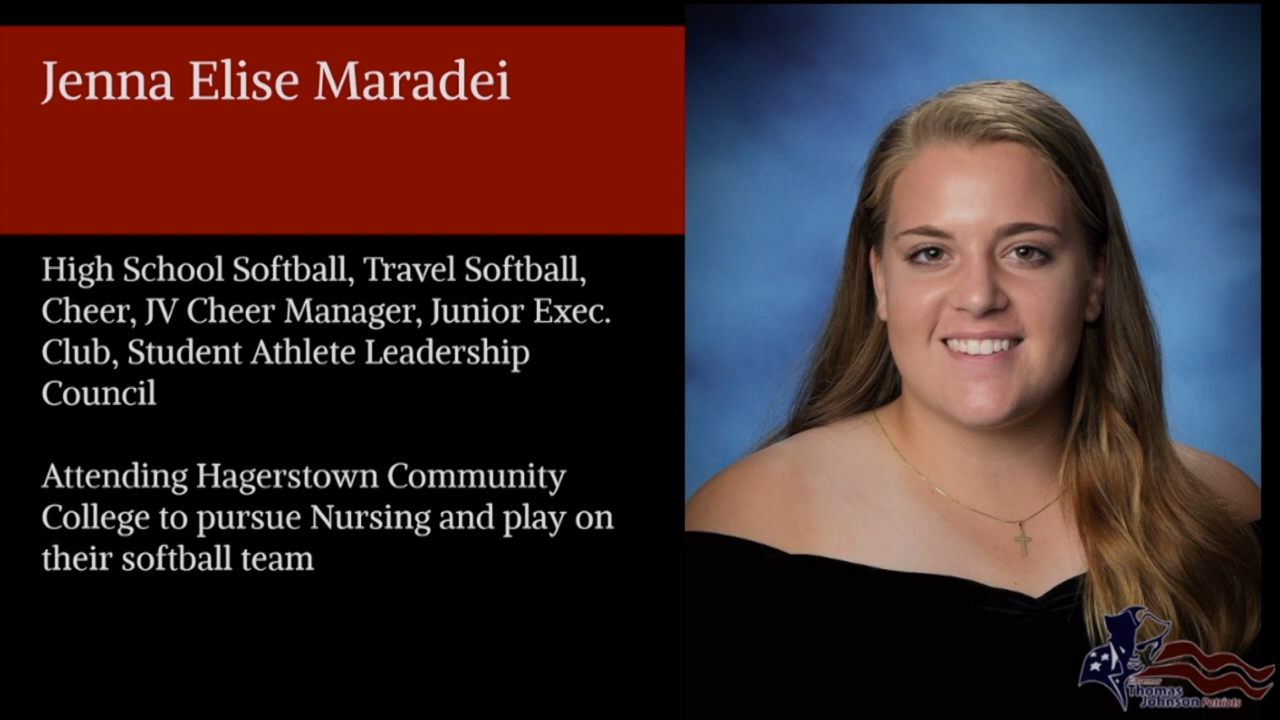 Jenna Elise Maradei
High School Softball, Travel Softball,
Cheer, JV Cheer Manager, Junior Exec.
Club, Student Athlete Leadership
Council
Attending Hagerstown Community
College to pursue Nursing and play on
their softball team
Governor
Thomas
Johnson Patriots